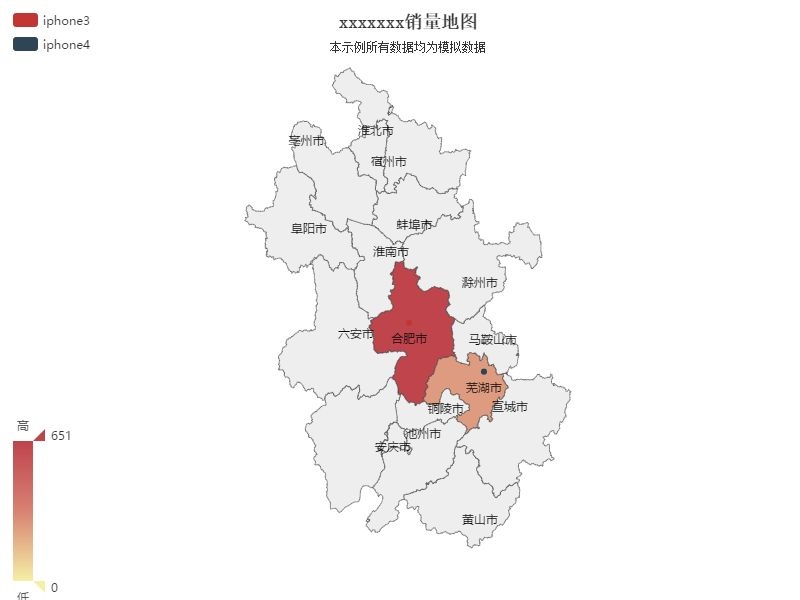 iphone3
iphone4
xxxxxxx销量地图
本示例所有数据均为模拟数据
淮北市
亳州市
宿州市
蚌埠市
阜阳市
淮南市
滁州市
六安市
合肥市
马鞍山市
芜湖市
铜陵市
宣城市
池州市
安庆市
黄山市
高
651
0
低